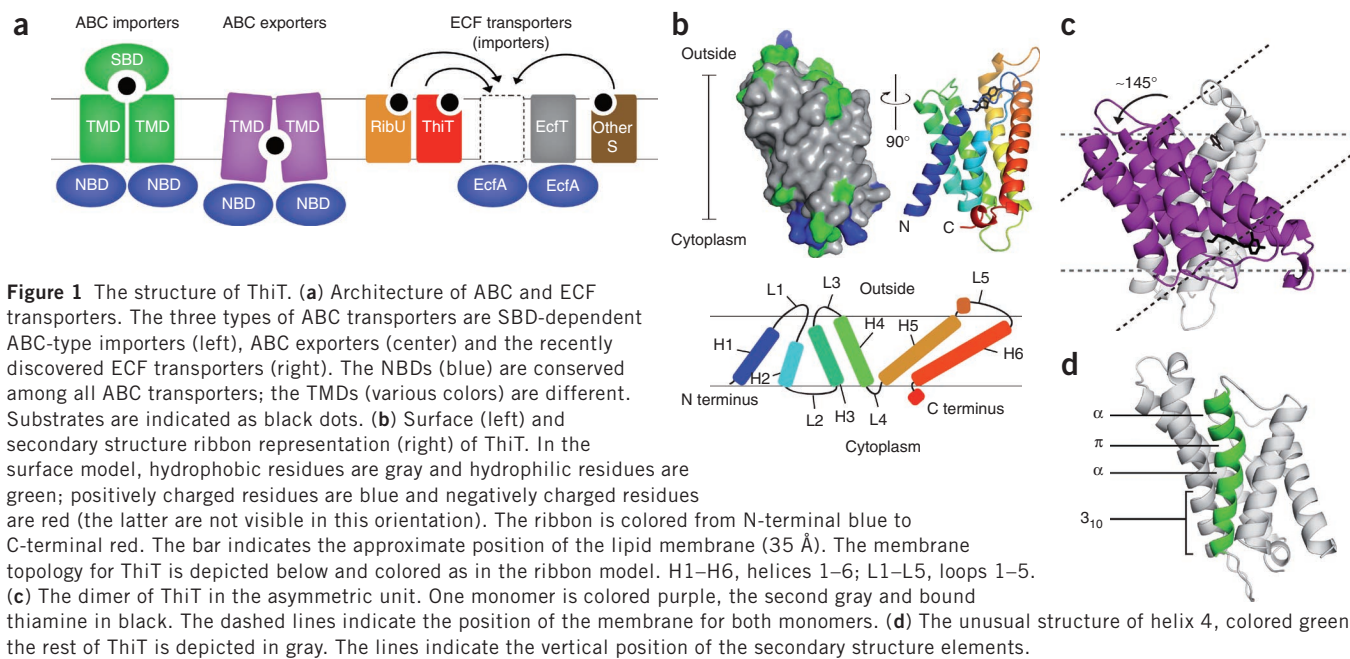 a
ABC importers
ABC exporters
ECF transporters
(importers)
SBD
TMD
TMD
NBD
NBD
TMD
TMD
NBD
NBD
RibU
ThiT
EcfT
Other
S
EcfA
EcfA
b
Outside
Cytoplasm
90°
N
C
L1
L3
Outside
L5
H1
H2
H4
H5
H6
N terminus
L2
H3
L4
C terminus
Cytoplasm
c
~145°
d
α
π
α
3₁₀
Figure 1 The structure of ThiT. (a) Architecture of ABC and ECF
transporters. The three types of ABC transporters are SBD-dependent
ABC-type importers (left), ABC exporters (center) and the recently
discovered ECF transporters (right). The NBDs (blue) are conserved
among all ABC transporters; the TMDs (various colors) are different.
Substrates are indicated as black dots. (b) Surface (left) and
secondary structure ribbon representation (right) of ThiT. In the
surface model, hydrophobic residues are gray and hydrophilic residues are
green; positively charged residues are blue and negatively charged residues
are red (the latter are not visible in this orientation). The ribbon is colored from N-terminal blue to
C-terminal red. The bar indicates the approximate position of the lipid membrane (35 Å). The membrane
topology for ThiT is depicted below and colored as in the ribbon model. H1–H6, helices 1–6; L1–L5, loops 1–5.
(c) The dimer of ThiT in the asymmetric unit. One monomer is colored purple, the second gray and bound
thiamine in black. The dashed lines indicate the position of the membrane for both monomers. (d) The unusual structure of helix 4, colored green
the rest of ThiT is depicted in gray. The lines indicate the vertical position of the secondary structure elements.